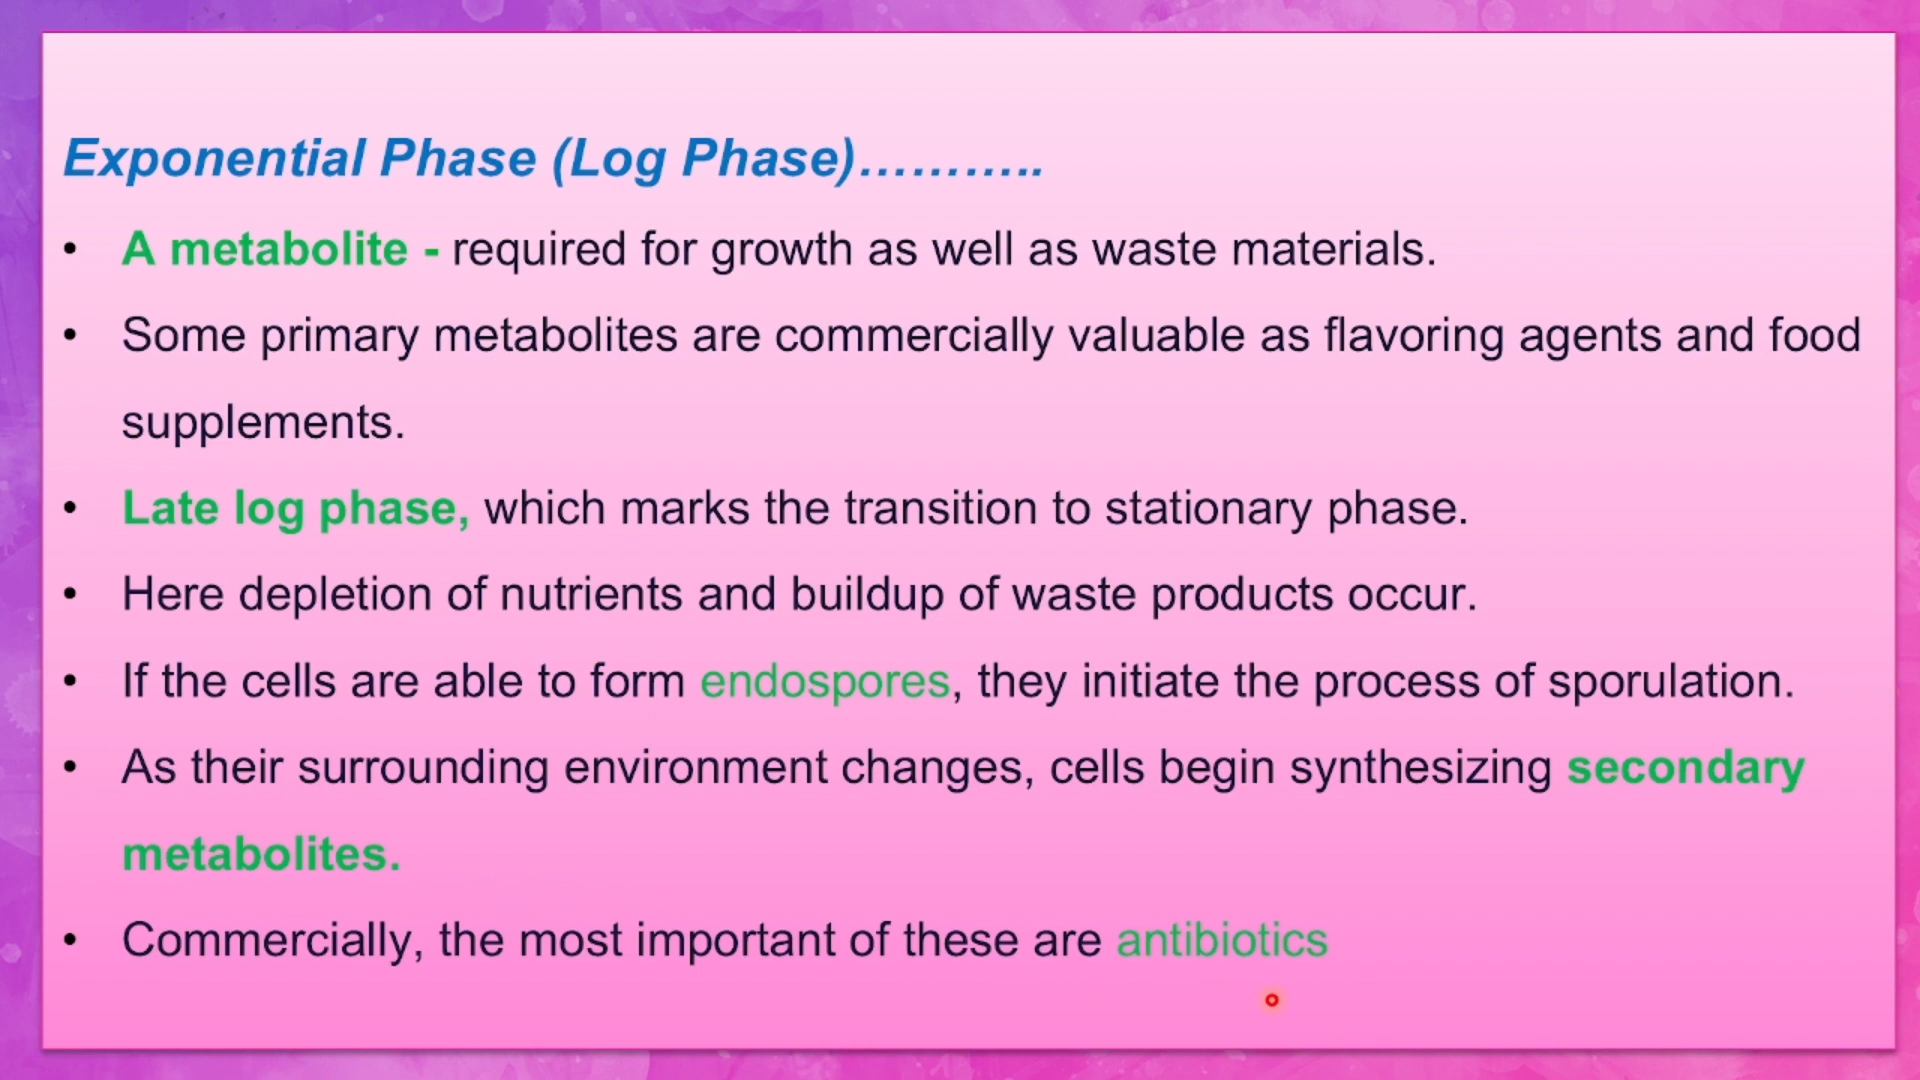 Exponential Phase (Log Phase)………..
• A metabolite - required for growth as well as waste materials.
• Some primary metabolites are commercially valuable as flavoring agents and food
supplements.
• Late log phase, which marks the transition to stationary phase.
• Here depletion of nutrients and buildup of waste products occur.
• If the cells are able to form endospores, they initiate the process of sporulation.
• As their surrounding environment changes, cells begin synthesizing secondary
metabolites.
• Commercially, the most important of these are antibiotics